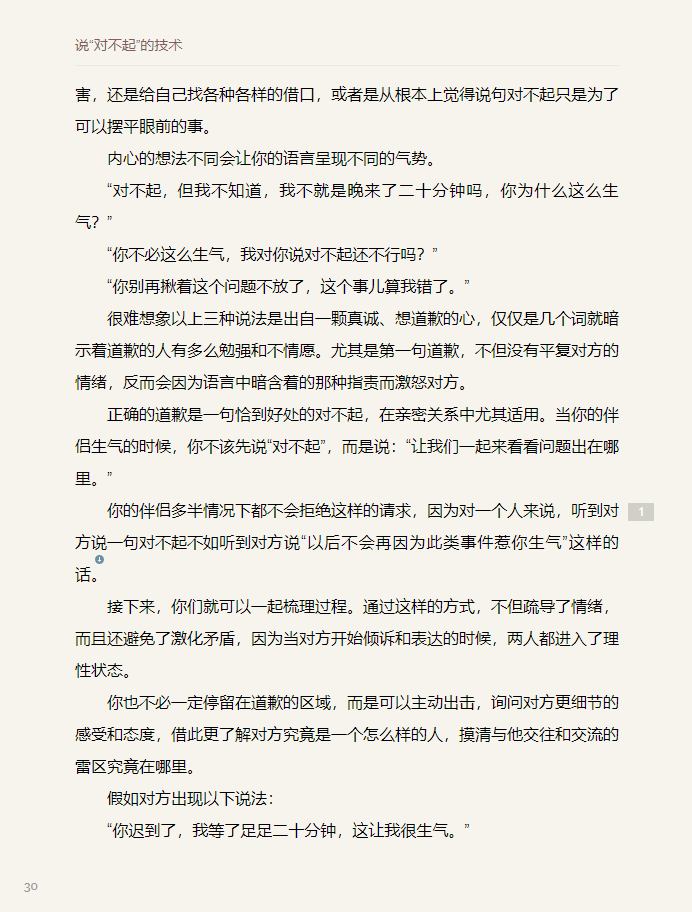 说“对不起”的技术
害，还是给自己找各种各样的借口，或者是从根本上觉得说句对不起只是为了
可以摆平眼前的事。
内心的想法不同会让你的语言呈现不同的气势。
“对不起，但我不知道，我不就是晚来了二十分钟吗，你为什么这么生
气？”
“你不必这么生气，我对你说对不起还不行吗？”
“你别再揪着这个问题不放了，这个事儿算我错了。”
很难想象以上三种说法是出自一颗真诚、想道歉的心，仅仅是几个词就暗
示着道歉的人有多么勉强和不情愿。尤其是第一句道歉，不但没有平复对方的
情绪，反而会因为语言中暗含着的那种指责而激怒对方。
正确的道歉是一句恰到好处的对不起，在亲密关系中尤其适用。当你的伴
侣生气的时候，你不该先说“对不起”，而是说：“让我们一起来看看问题出在哪
里。”
你的伴侣多半情况下都不会拒绝这样的请求，因为对一个人来说，听到对
1
方说一句对不起不如听到对方说“以后不会再因为此类事件惹你生气”这样的
话。
接下来，你们就可以一起梳理过程。通过这样的方式，不但疏导了情绪，
而且还避免了激化矛盾，因为当对方开始倾诉和表达的时候，两人都进入了理
性状态。
你也不必一定停留在道歉的区域，而是可以主动出击，询问对方更细节的
感受和态度，借此更了解对方究竟是一个怎么样的人，摸清与他交往和交流的
雷区究竟在哪里。
假如对方出现以下说法：
“你迟到了，我等了足足二十分钟，这让我很生气。”
30